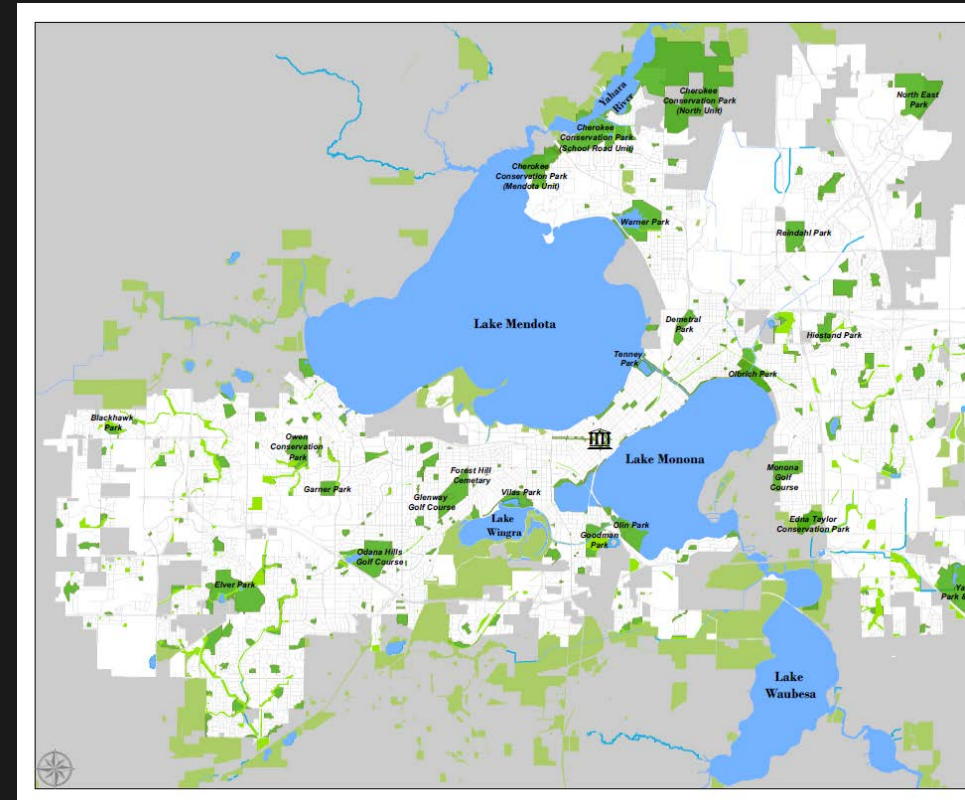 Yahara
River
Cherokee
Conservation Park
(North Unit)
North East
Park
Cherokee
Conservation Park
(School Road Unit)
Cherokee
Conservation Park
(Mendota Unit)
Warner Park
Reindahl Park
Lake Mendota
Demetral
Park
Hiestand Park
Tenney
Park
Olbrich Park
Blackhawk
Park
Owen
Conservation
Park
Lake Monona
Garner Park
Forest Hill
Cemetary
Glenway
Golf Course
Vilas Park
Monona
Golf
Course
Lake
Wingra
Olin Park
Goodman
Park
Edna Taylor
Conservation Park
Odana Hills
Golf Course
Elver Park
Park &
Lake
Waubesa